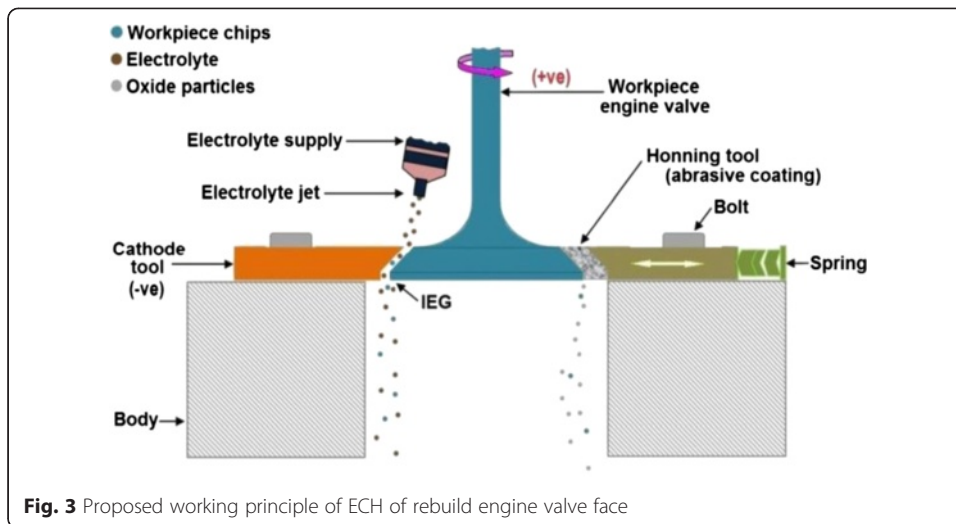 Workpiece chips
Electrolyte
Oxide particles
(+ve)
Workpiece
engine valve
Electrolyte supply
Honning tool
(abrasive coating)
Electrolyte jet
Bolt
Cathode
tool
(-ve)
Spring
IEG
Body
Fig. 3 Proposed working principle of ECH of rebuild engine valve face